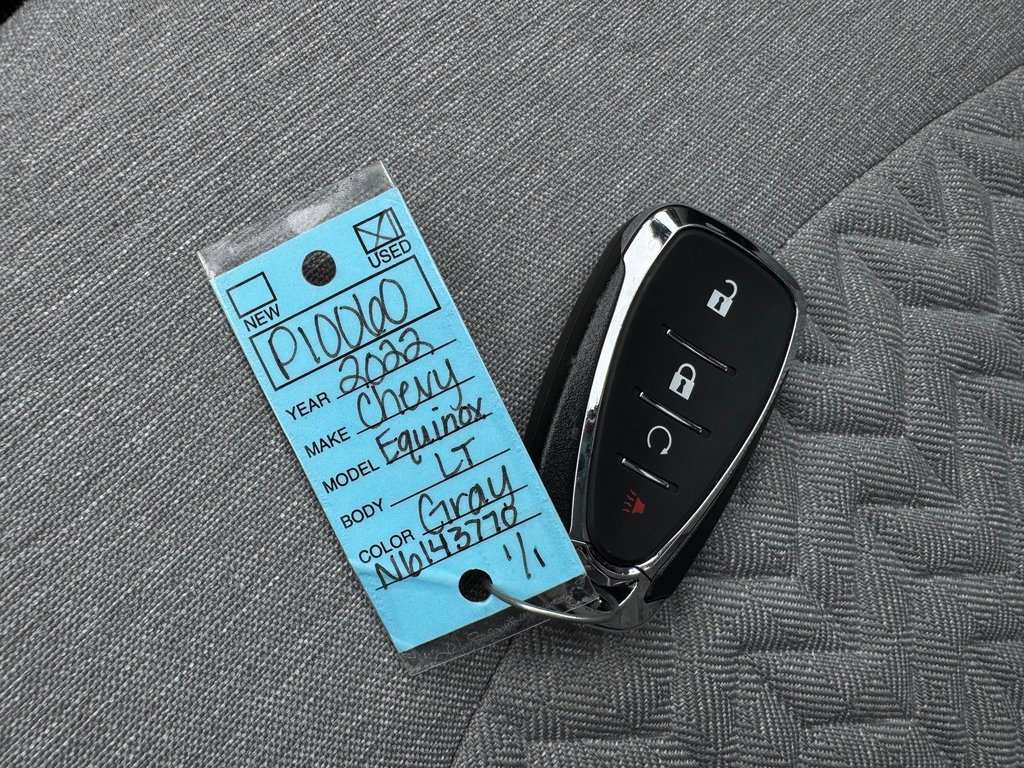 USED
NEW
P10060
YEAR 2022
MAKE Chevy
MODEL Equinox
BODY LT
COLOR Gray
N6143770
1/1